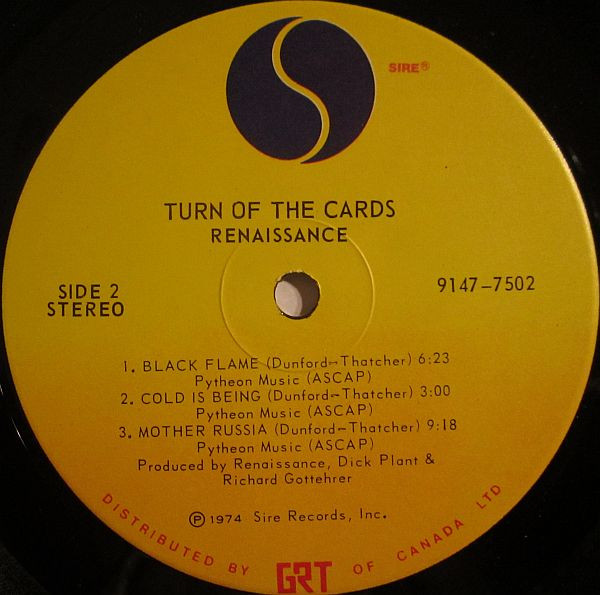 SIRE®
TURN OF THE CARDS
RENAISSANCE
SIDE 2
STEREO
9147-7502
1. BLACK FLAME (Dunford-Thatcher) 6:23
Pytheon Music (ASCAP)
2. COLD IS BEING (Dunford-Thatcher) 3:00
Pytheon Music (ASCAP)
3. MOTHER RUSSIA (Dunford-Thatcher) 9:18
Pytheon Music (ASCAP)
Produced by Renaissance, Dick Plant &
Richard Gottehrer
℗ 1974 Sire Records, Inc.
DISTRIBUTED BY GRT OF CANADA LTD